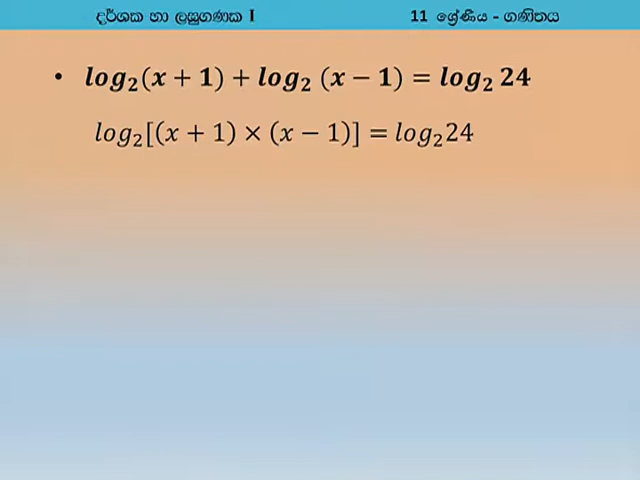 දර්ශක හා ලඝුගණක I 11 ශ්‍රේණිය - ගණිතය
• log₂(x + 1) + log₂ (x − 1) = log₂ 24
log₂[(x + 1) × (x − 1)] = log₂24